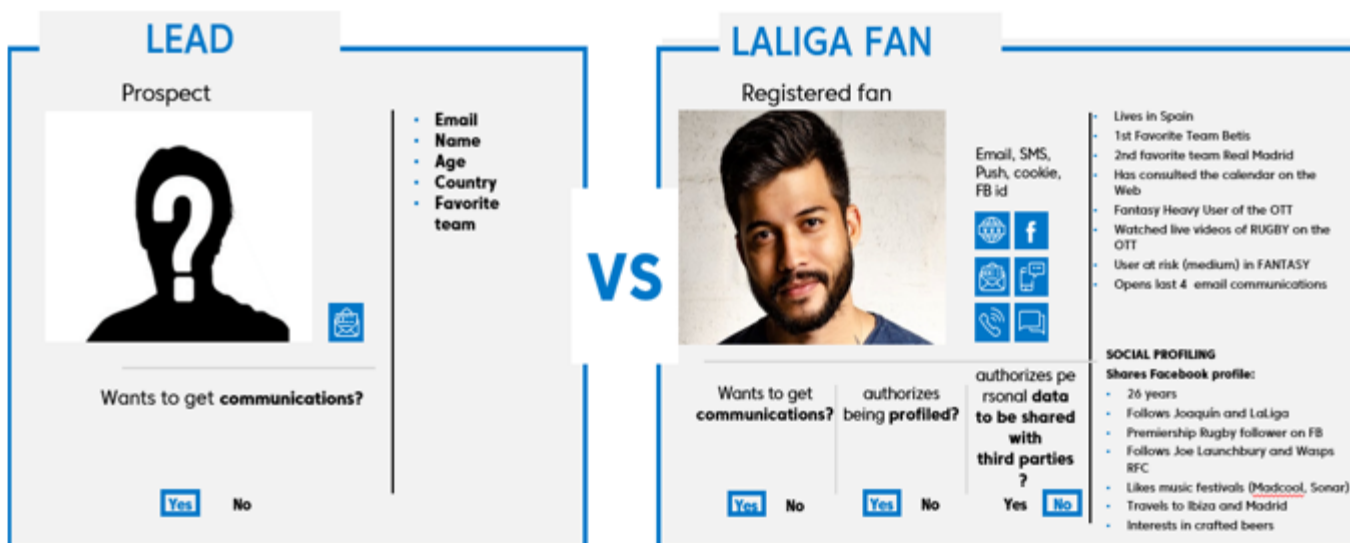 LEAD
Prospect
?
Email
Name
Age
Country
Favorite
team
Wants to get communications?
Yes No
VS
LALIGA FAN
Registered fan
Email, SMS,
Push, cookie,
FB id
f
Wants to get
communications?
Yes No
authorizes
being profiled?
Yes No
authorizes pe
rsonal data
to be shared
with
third parties
?
Yes No
Lives in Spain
1st Favorite Team Betis
2nd favorite team Real Madrid
Has consulted the calendar on the
Web
Fantasy Heavy User of the OTT
Watched live videos of RUGBY on the
OTT
User at risk (medium) in FANTASY
Opens last 4 email communications
SOCIAL PROFILING
Shares Facebook profile:
26 years
Follows Joaquín and LaLiga
Premiership Rugby follower on FB
Follows Joe Launchbury and Wasps
RFC
Likes music festivals (Madcool, Sonar)
Travels to Ibiza and Madrid
Interests in crafted beers